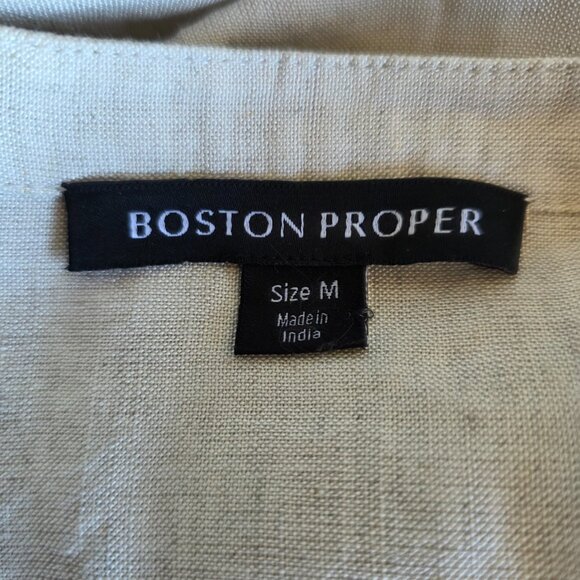 BOSTON PROPER
Size M
Made in
India